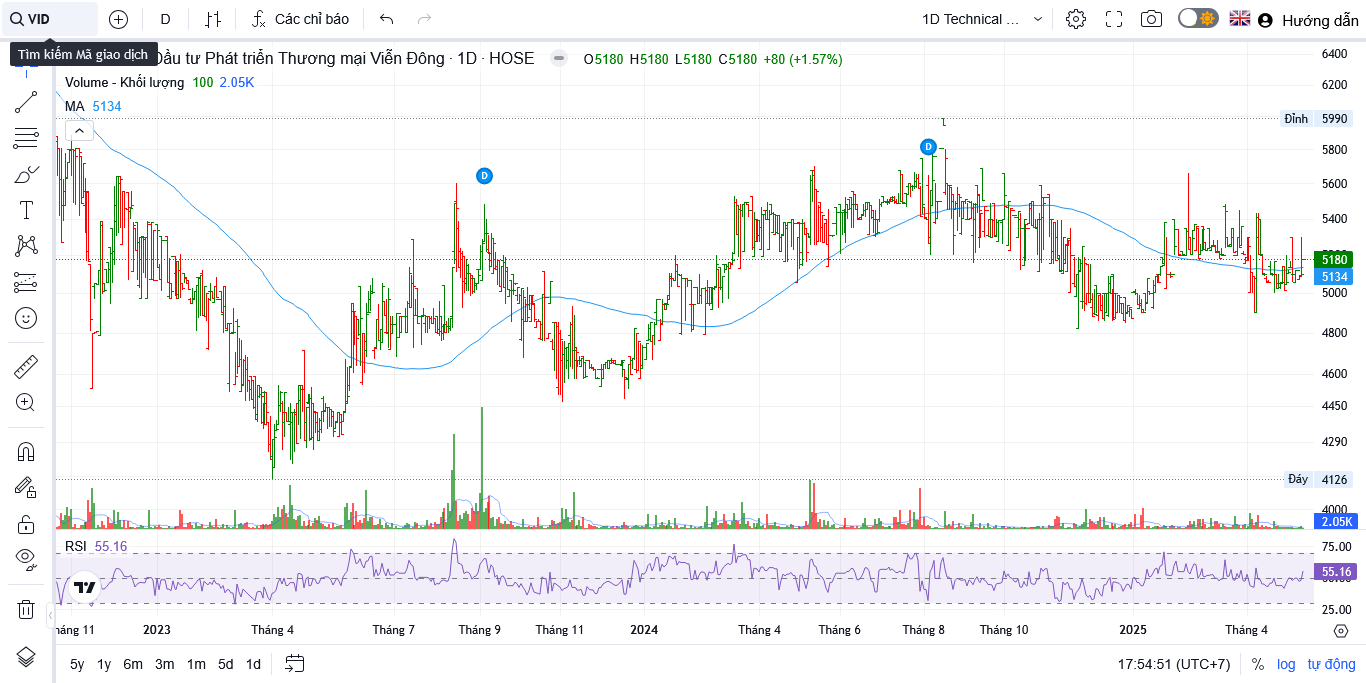 VID
D
Các chỉ báo
1D Technical ...
Hướng dẫn
Tìm kiếm Mã giao dịch
Đầu tư Phát triển Thương mại Viễn Đông · 1D · HOSE
O5180 H5180 L5180 C5180 +80 (+1.57%)
Volume - Khối lượng 100 2.05K
MA 5134
6400
6200
Đỉnh 5990
5800
5600
5400
5180
5134
5000
4800
4600
4450
4290
Đáy 4126
4000
2.05K
D
D
RSI 55.16
75.00
55.16
25.00
háng 11 2023 Tháng 4 Tháng 7 Tháng 9 Tháng 11 2024 Tháng 4 Tháng 6 Tháng 8 Tháng 10 2025 Tháng 4
5y 1y 6m 3m 1m 5d 1d
17:54:51 (UTC+7) % log tự động